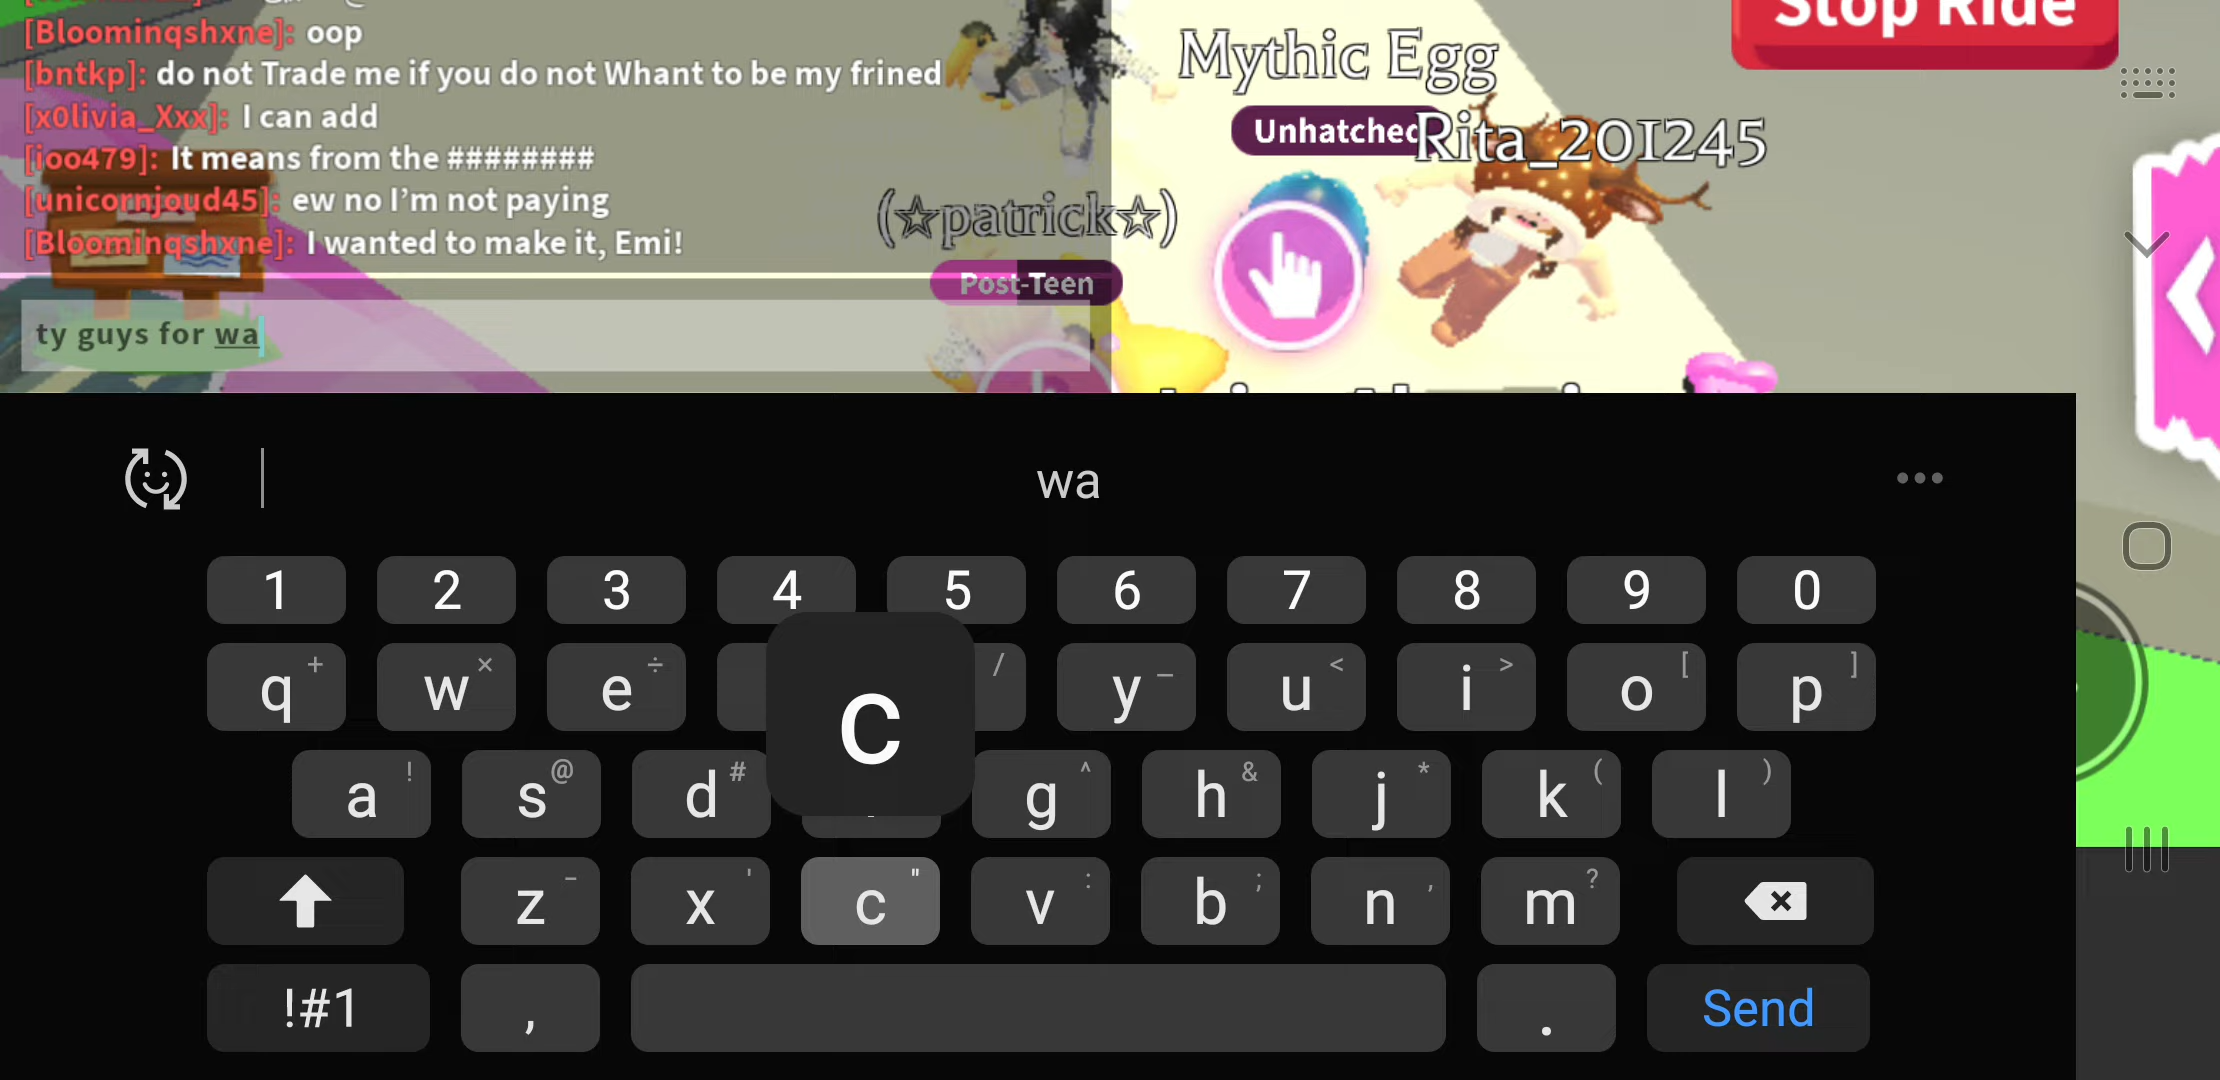 [Bloominqshxne]: oop
[bntkp]: do not Trade me if you do not Whant to be my frined
[x0livia_Xxx]: I can add
[ioo479]: It means from the ########
[unicornjoud45]: ew no I'm not paying
[Bloominqshxne]: I wanted to make it, Emi!
ty guys for wa
Stop Ride
Mythic Egg
Unhatched
Rita_201245
(☆patrick☆)
Post-Teen
wa
1 2 3 4 5 6 7 8 9 0
q + w × e ÷ / y _ u < i > o [ p ]
c
a ! s @ d # g ^ h & j * k ( l )
z - x ' c " v : b ; n , m ?
!#1 , . Send